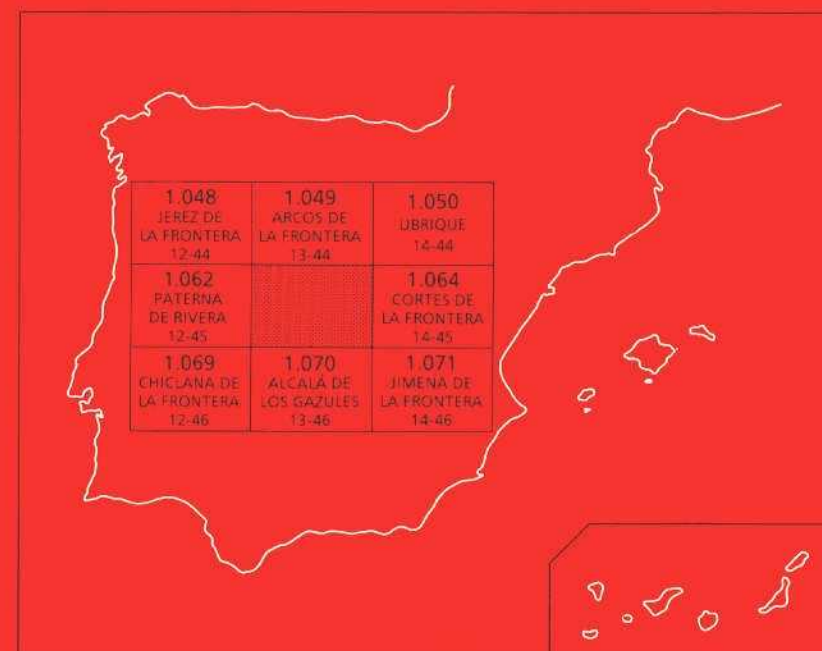 1.048
JEREZ DE
LA FRONTERA
12-44
1.049
ARCOS DE
LA FRONTERA
13-44
1.050
UBRIQUE
14-44
1.062
PATERNA
DE RIVERA
12-45
1.064
CORTES DE
LA FRONTERA
14-45
1.069
CHICLANA DE
LA FRONTERA
12-46
1.070
ALCALÁ DE
LOS GAZULES
13-46
1.071
JIMENA DE
LA FRONTERA
14-46